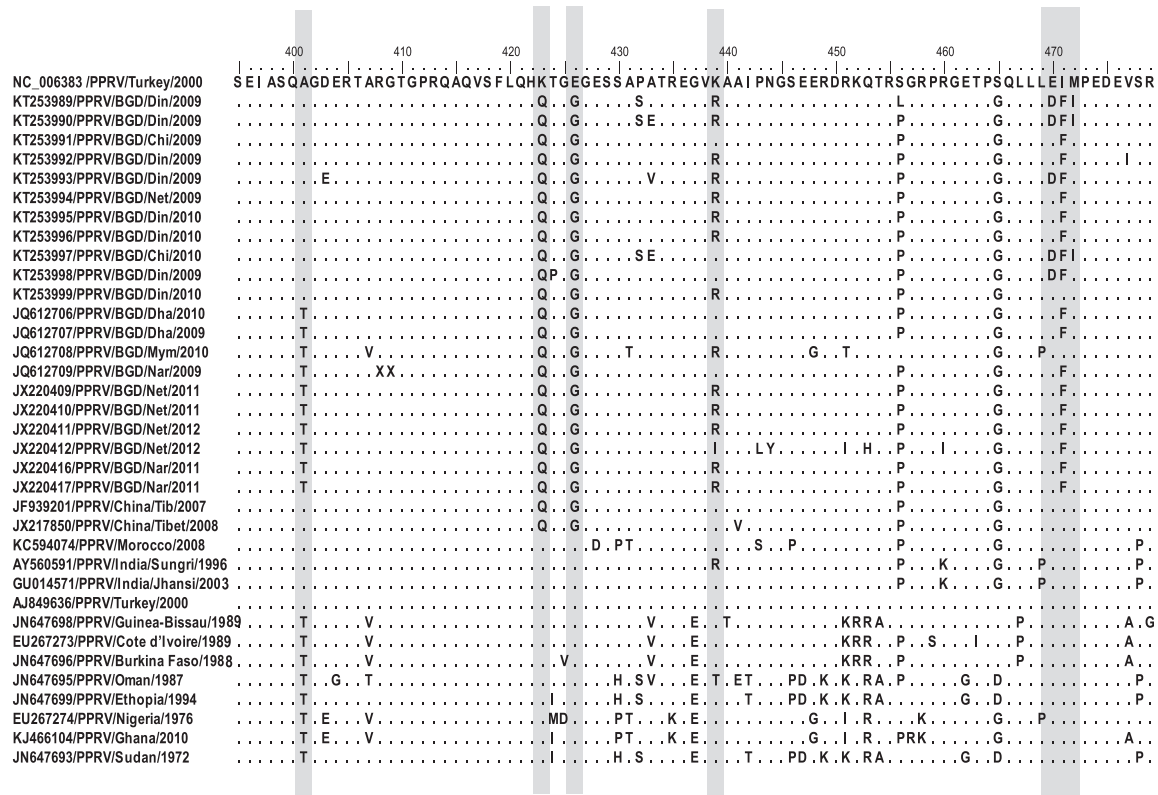 400 410 420 430 440 450 460 470
NC_006383 /PPRV/Turkey/2000 SEIASQAGDERTARGTGPRQAQVSFLQHKTGEGESSAPATREGVKAAIPNGSEERDRKQTRSGRPRGETPSQLLLEIMPEDEVSR
KT253989/PPRV/BGD/Din/2009 ............................Q..G.....S......R................L........G....DFI.......
KT253990/PPRV/BGD/Din/2009 ............................Q..G.....SE.....R................P........G....DFI.......
KT253991/PPRV/BGD/Chi/2009 ............................Q..G.............................P........G.....F........
KT253992/PPRV/BGD/Din/2009 ............................Q..G............R................P........G.....F.....I..
KT253993/PPRV/BGD/Din/2009 ........E...................Q..G......V.....R................P........G....DF........
KT253994/PPRV/BGD/Net/2009 ............................Q..G............R................P........G.....F........
KT253995/PPRV/BGD/Din/2010 ............................Q..G............R................P........G.....F........
KT253996/PPRV/BGD/Din/2010 ............................Q..G............R................P........G.....F........
KT253997/PPRV/BGD/Chi/2010 ............................Q..G.....SE......................P........G....DFI.......
KT253998/PPRV/BGD/Din/2009 ............................QP.G.............................P........G....DF........
KT253999/PPRV/BGD/Din/2010 ............................Q..G............R................P........G..............
JQ612706/PPRV/BGD/Dha/2010 ......T.....................Q..G.............................P........G.....F........
JQ612707/PPRV/BGD/Dha/2009 ......T.....................Q..G.............................P........G.....F........
JQ612708/PPRV/BGD/Mym/2010 ......T.....V...............Q..G....T.......R........G..T.............G...P..........
JQ612709/PPRV/BGD/Nar/2009 ......T......XX.............Q..G.............................P........G.....F........
JX220409/PPRV/BGD/Net/2011 ......T.....................Q..G............R................P........G.....F........
JX220410/PPRV/BGD/Net/2011 ......T.....................Q..G............R................P........G.....F........
JX220411/PPRV/BGD/Net/2012 ......T.....................Q..G............R................P........G.....F........
JX220412/PPRV/BGD/Net/2012 ......T.....................Q..G............I...LY......I.H..P...I....G.....F........
JX220416/PPRV/BGD/Nar/2011 ......T.....................Q..G............R................P........G.....F........
JX220417/PPRV/BGD/Nar/2011 ......T.....................Q..G............R................P........G.....F........
JF939201/PPRV/China/Tib/2007 ............................Q..G.............................P........G..............
JX217850/PPRV/China/Tibet/2008 ............................Q..G..............V..............P........G..............
KC594074/PPRV/Morocco/2008 .................................D.PT...........S..P.........P........G............P.
AY560591/PPRV/India/Sungri/1996 ............................................R................P...K....G...P........P.
GU014571/PPRV/India/Jhansi/2003 .............................................................P...K....G...P........P.
AJ849636/PPRV/Turkey/2000 .....................................................................................
JN647698/PPRV/Guinea-Bissau/1989 ......T.....V.........................V...E..T..........KRRA............P.........A.G
EU267273/PPRV/Cote d'Ivoire/1989 ......T.....V.........................V...E.............KRR..P..S...I...P.........A..
JN647696/PPRV/Burkina Faso/1988 ......T.....V.................V.......V...E.............KRR..P..........P.........A..
JN647695/PPRV/Oman/1987 ......T..G..T......................H.SV...E.T.ET...PD.K.K.RA.P.....G..D............P.
JN647699/PPRV/Ethopia/1994 ......T......................I.....H.S....E....T...PD.K.K.RA.......G..D............P.
EU267274/PPRV/Nigeria/1976 ......T.E...V................MD....PT...K.E..........G..I.R....K......G...P..........
KJ466104/PPRV/Ghana/2010 ......T.E...V................I.....PT...K.E..........G..I.R..PRK......G...........A..
JN647693/PPRV/Sudan/1972 ......T......................I.....H.S....E....I...PD.K.K.RA.......G..D............P.